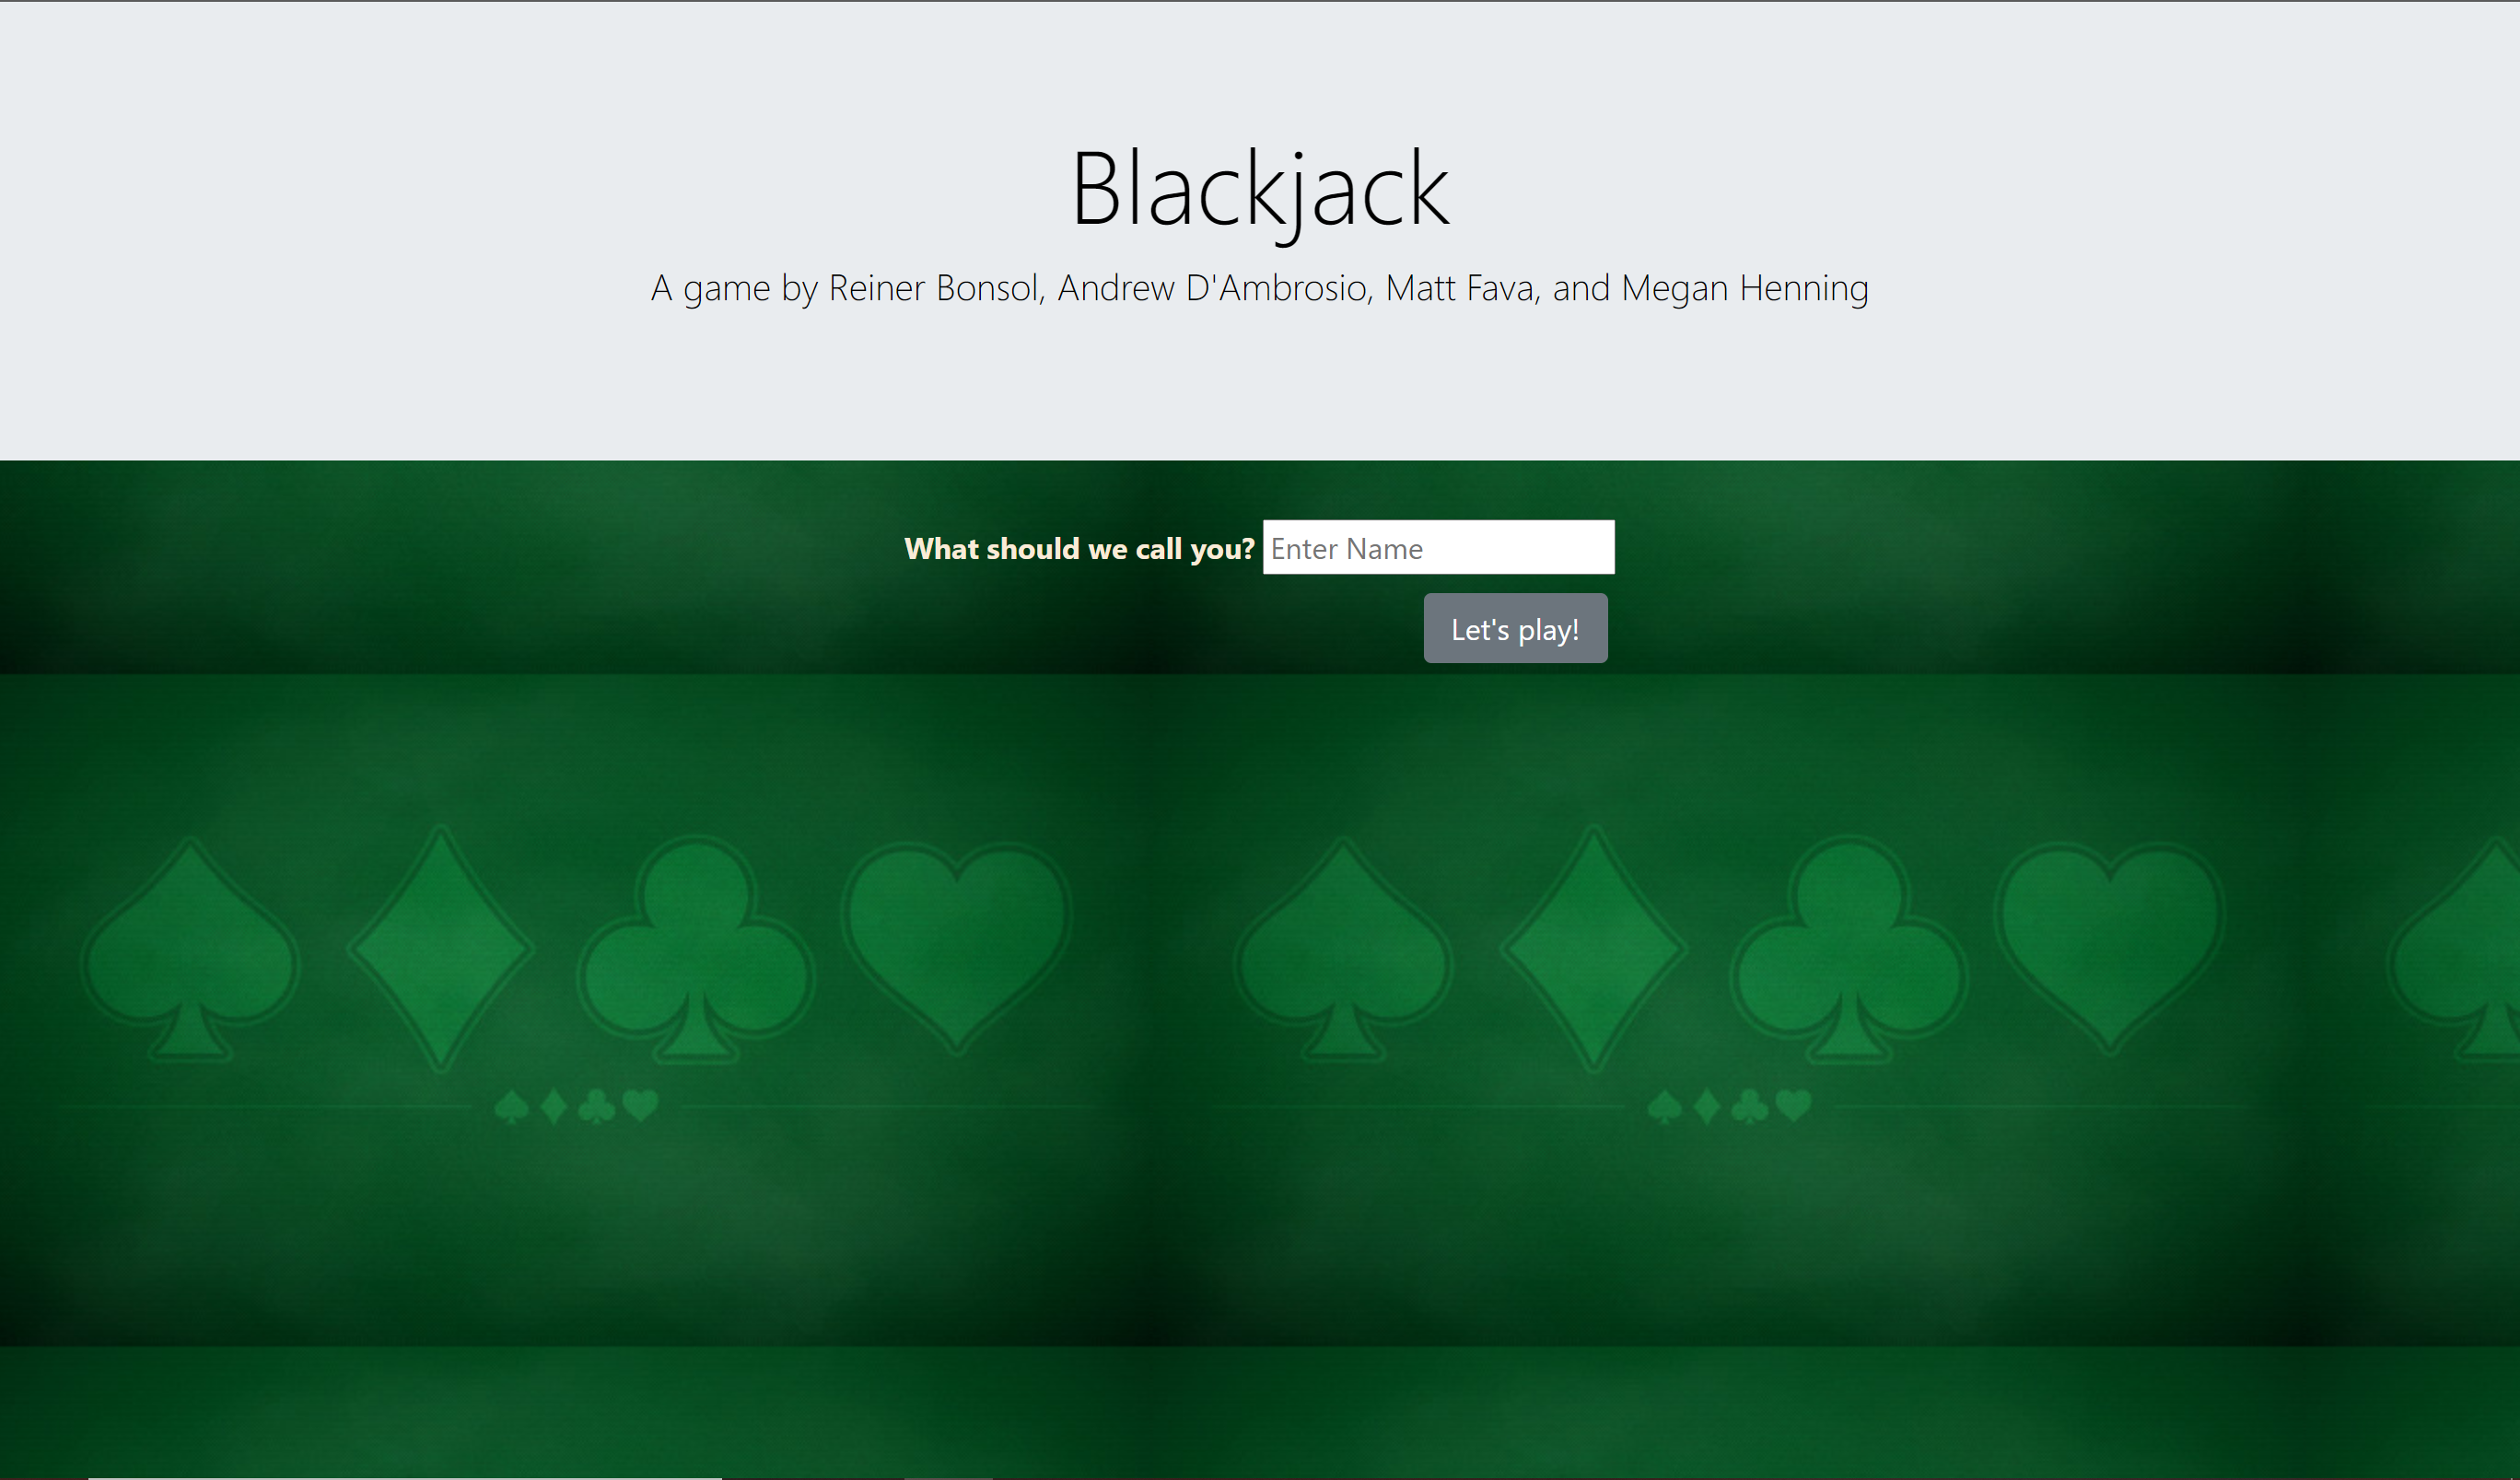 Blackjack
A game by Reiner Bonsol, Andrew D'Ambrosio, Matt Fava, and Megan Henning
What should we call you? Enter Name
Let's play!